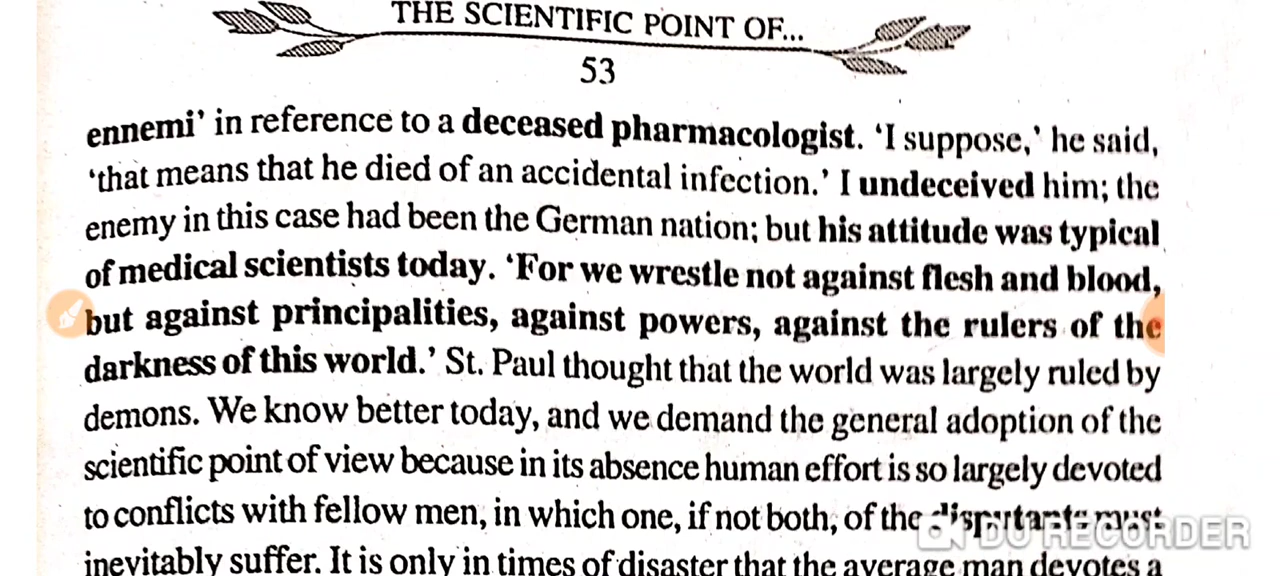 THE SCIENTIFIC POINT OF...
53
ennemi’ in reference to a deceased pharmacologist. ‘I suppose,’ he said,
‘that means that he died of an accidental infection.’ I undeceived him; the
enemy in this case had been the German nation; but his attitude was typical
of medical scientists today. ‘For we wrestle not against flesh and blood,
but against principalities, against powers, against the rulers of the
darkness of this world.’ St. Paul thought that the world was largely ruled by
demons. We know better today, and we demand the general adoption of the
scientific point of view because in its absence human effort is so largely devoted
to conflicts with fellow men, in which one, if not both, of the disputants must
inevitably suffer. It is only in times of disaster that the average man devotes a
DU RECORDER